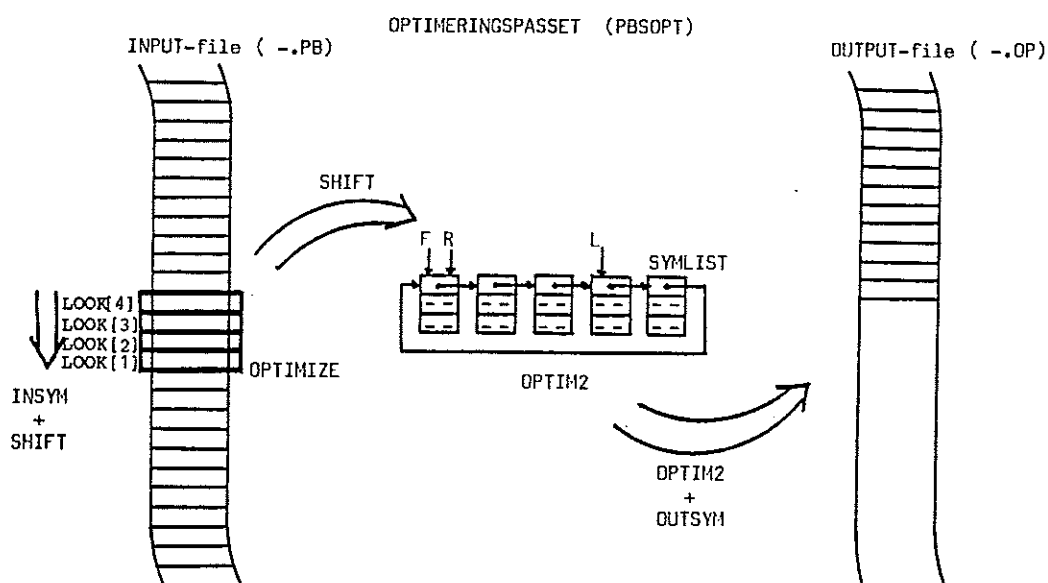 OPTIMERINGSPASSET (PBSOPT)
INPUT-file ( -.PB)
OUTPUT-file ( -.OP)
SHIFT
F R
L
SYMLIST
LOOK[4]
LOOK[3]
LOOK[2]
LOOK[1]
OPTIMIZE
OPTIM2
INSYM
+
SHIFT
OPTIM2
+
OUTSYM